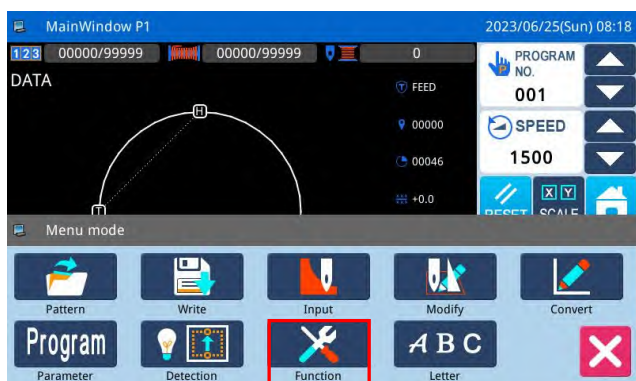 MainWindow P1
2023/06/25(Sun) 08:18
123 00000/99999 00000/99999 0
DATA
T FEED
00000
00046
+0.0
H
T
P PROGRAM NO.
001
SPEED
1500
RESET
X Y SCALE
Menu mode
Pattern
Write
Input
Modify
Convert
Program
Parameter
Detection
Function
A B C
Letter